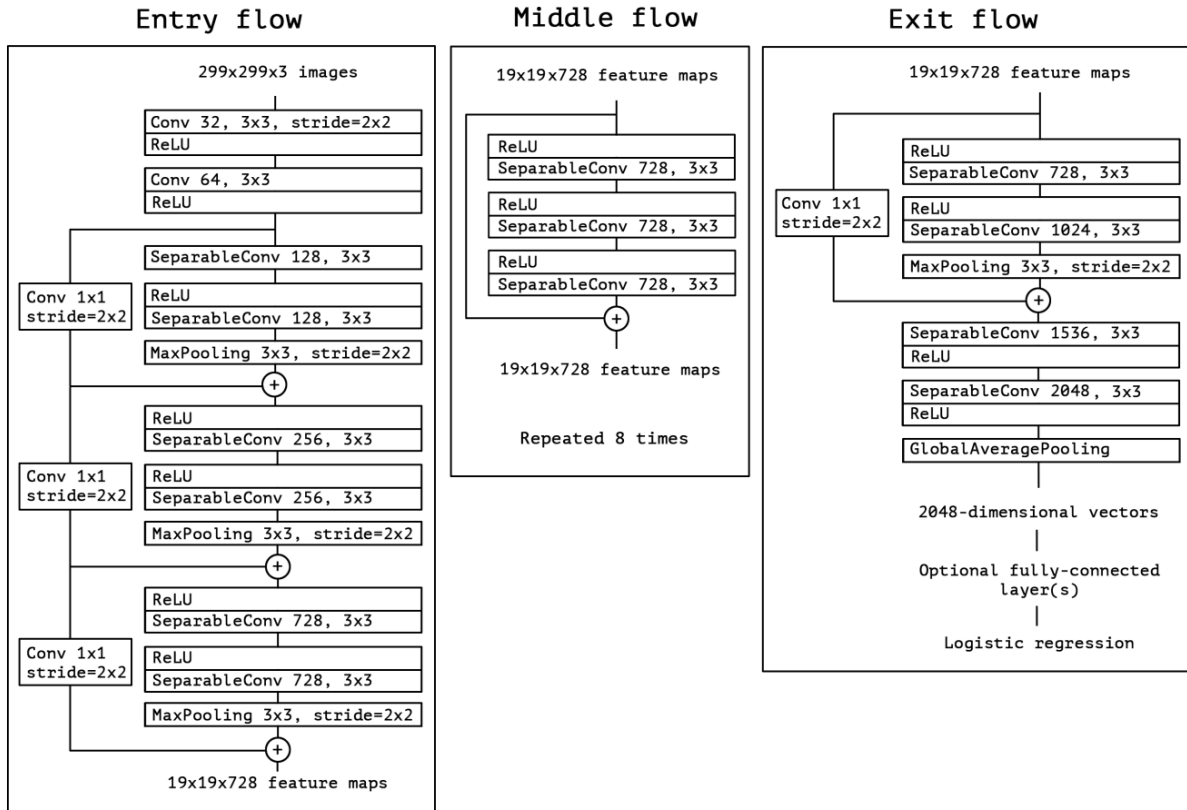 Entry flow
299x299x3 images
Conv 32, 3x3, stride=2x2
ReLU
Conv 64, 3x3
ReLU
SeparableConv 128, 3x3
Conv 1x1
stride=2x2
ReLU
SeparableConv 128, 3x3
MaxPooling 3x3, stride=2x2
+
ReLU
SeparableConv 256, 3x3
Conv 1x1
stride=2x2
ReLU
SeparableConv 256, 3x3
MaxPooling 3x3, stride=2x2
+
ReLU
SeparableConv 728, 3x3
Conv 1x1
stride=2x2
ReLU
SeparableConv 728, 3x3
MaxPooling 3x3, stride=2x2
+
19x19x728 feature maps
Middle flow
19x19x728 feature maps
ReLU
SeparableConv 728, 3x3
ReLU
SeparableConv 728, 3x3
ReLU
SeparableConv 728, 3x3
+
19x19x728 feature maps
Repeated 8 times
Exit flow
19x19x728 feature maps
ReLU
SeparableConv 728, 3x3
Conv 1x1
stride=2x2
ReLU
SeparableConv 1024, 3x3
MaxPooling 3x3, stride=2x2
+
SeparableConv 1536, 3x3
ReLU
SeparableConv 2048, 3x3
ReLU
GlobalAveragePooling
2048-dimensional vectors
Optional fully-connected
layer(s)
Logistic regression